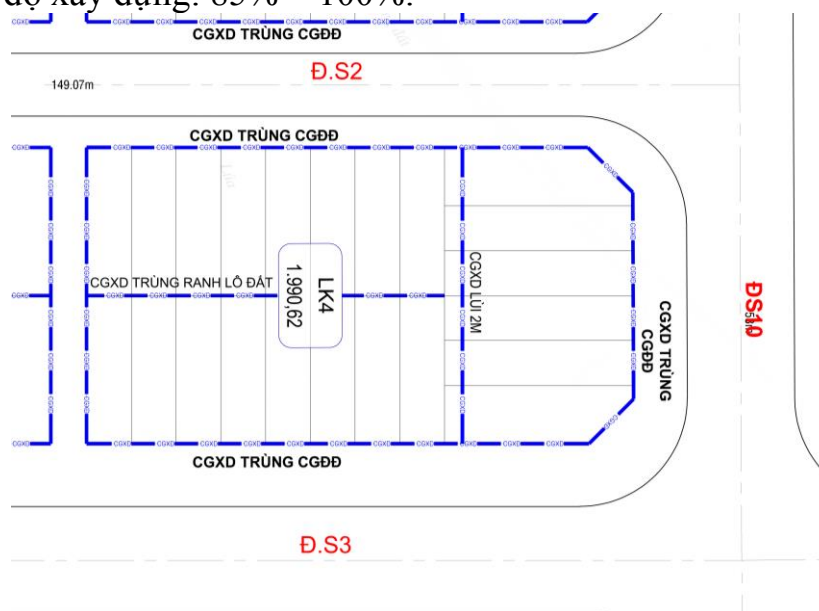 độ xây dựng: 85% – 100%.
CGXD TRÙNG CGĐĐ
Đ.S2
149.07m
CGXD TRÙNG CGĐĐ
CGXD TRÙNG RANH LÔ ĐẤT
LK4
1.990,62
CGXD LÙI 2M
CGXD TRÙNG
CGĐĐ
ĐS10
CGXD TRÙNG CGĐĐ
Đ.S3